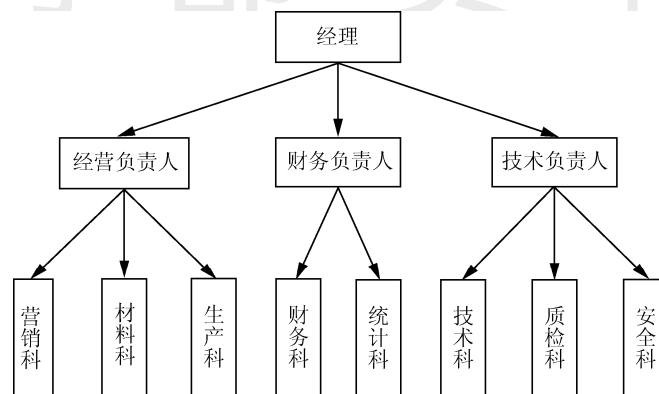 经理
经营负责人
财务负责人
技术负责人
营销科
材料科
生产科
财务科
统计科
技术科
质检科
安全科